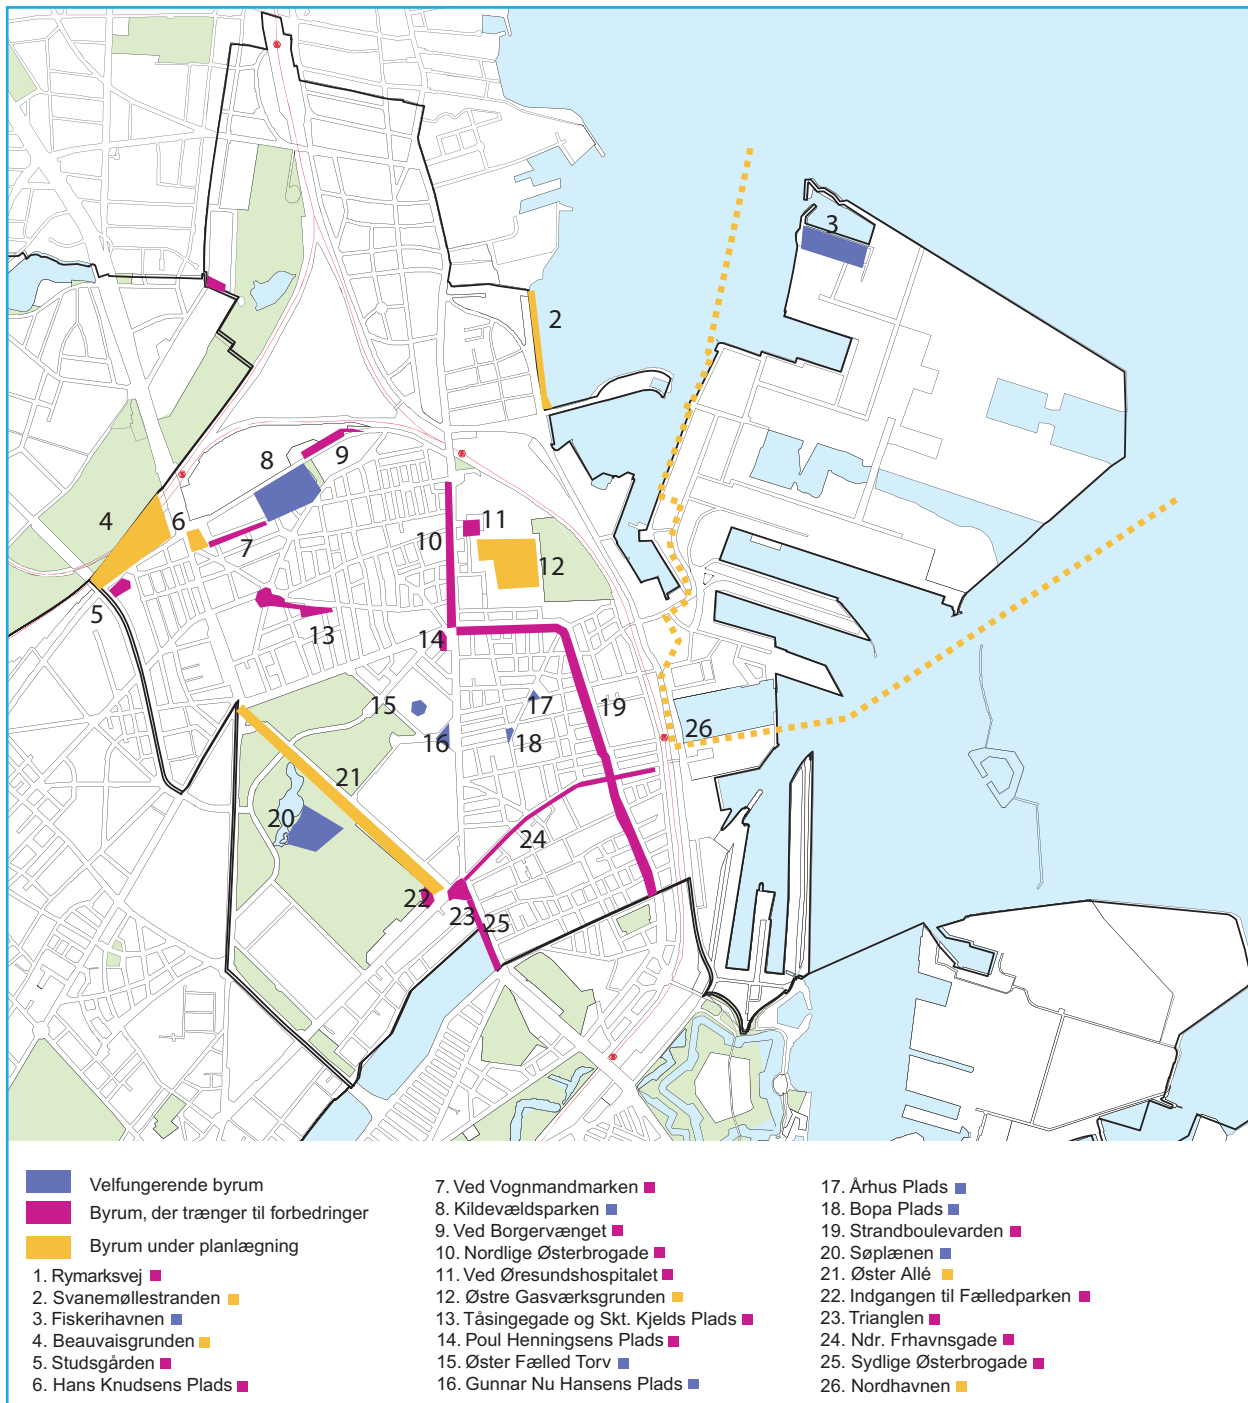 3
2
8
9
4
6
7
10
11
12
5
13
14
15
16
17
18
19
26
21
20
24
22
23
25
Velfungerende byrum
Byrum, der trænger til forbedringer
Byrum under planlægning
1. Rymarksvej
2. Svanemøllestranden
3. Fiskerihavnen
4. Beauvaisgrunden
5. Studsgården
6. Hans Knudsens Plads
7. Ved Vognmandmarken
8. Kildevældsparken
9. Ved Borgervænget
10. Nordlige Østerbrogade
11. Ved Øresundshospitalet
12. Østre Gasværksgrunden
13. Tåsingegade og Skt. Kjelds Plads
14. Poul Henningsens Plads
15. Øster Fælled Torv
16. Gunnar Nu Hansens Plads
17. Århus Plads
18. Bopa Plads
19. Strandboulevarden
20. Søplænen
21. Øster Allé
22. Indgangen til Fælledparken
23. Trianglen
24. Ndr. Frhavnsgade
25. Sydlige Østerbrogade
26. Nordhavnen